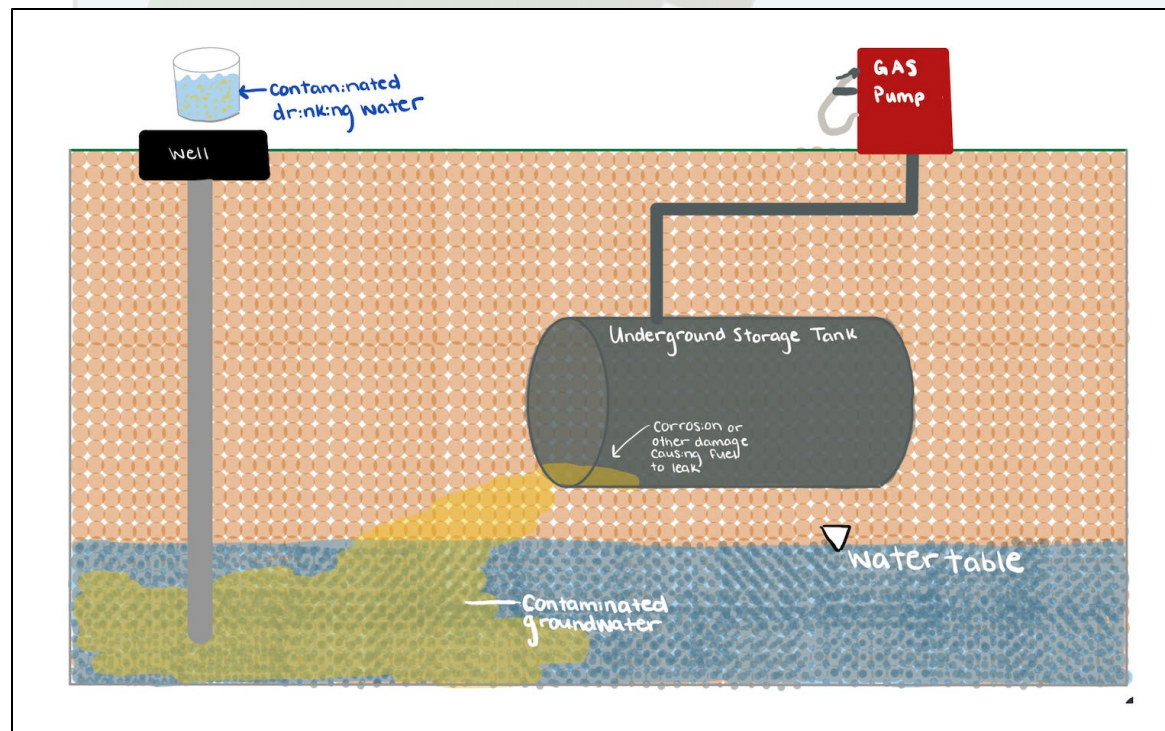 contaminated
drinking water
GAS
Pump
Well
Underground Storage Tank
corrosion or
other damage
causing fuel
to leak
water table
Contaminated
groundwater